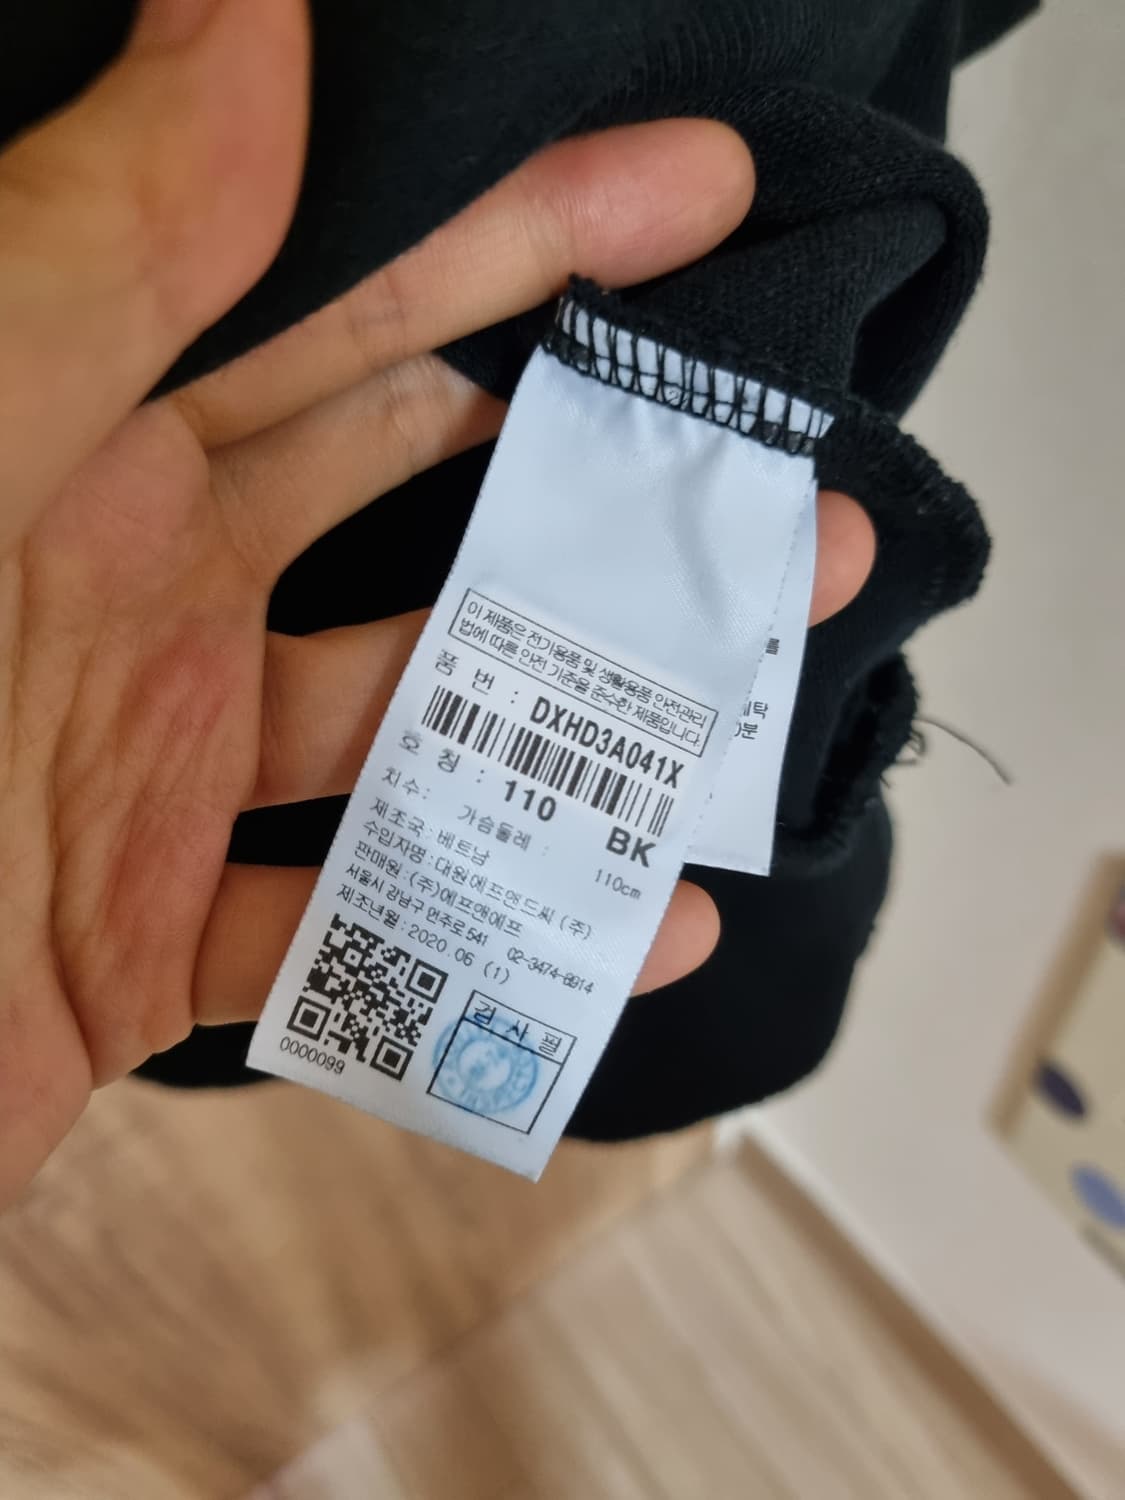 이 제품은 전기용품 및 생활용품 안전관리
법에 따른 안전 기준을 준수한 제품입니다.
품 번 : DXHD3A041X
호 칭 : 110 BK
치수: 가슴둘레 : 110cm
제조국:베트남
수입자명:대원에프앤드씨 (주)
판매원:(주)에프앤에프
서울시 강남구 언주로 541 02-3474-8914
제조년월:2020.06 (1)
0000099
검 사 필
세탁
0분